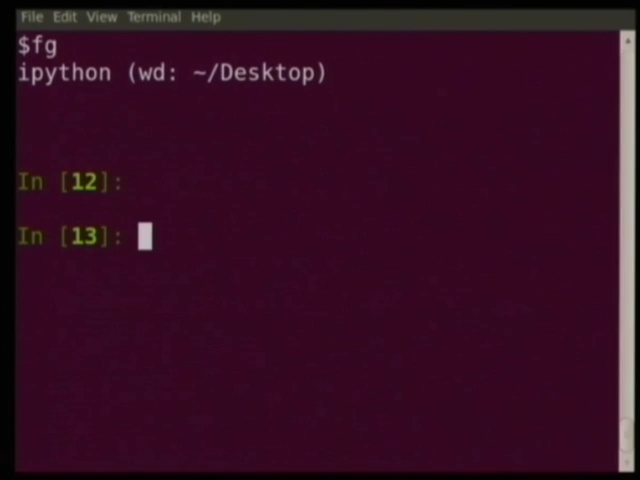 File Edit View Terminal Help
$fg
ipython (wd: ~/Desktop)
In [12]:
In [13]: